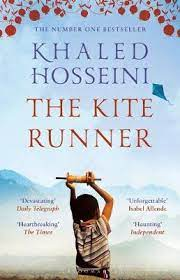 THE NUMBER ONE BESTSELLER
KHALED
HOSSEINI
THE KITE
RUNNER
'Devastating'
Daily Telegraph
'Unforgettable'
Isabel Allende
'Heartbreaking'
The Times
'Haunting'
Independent